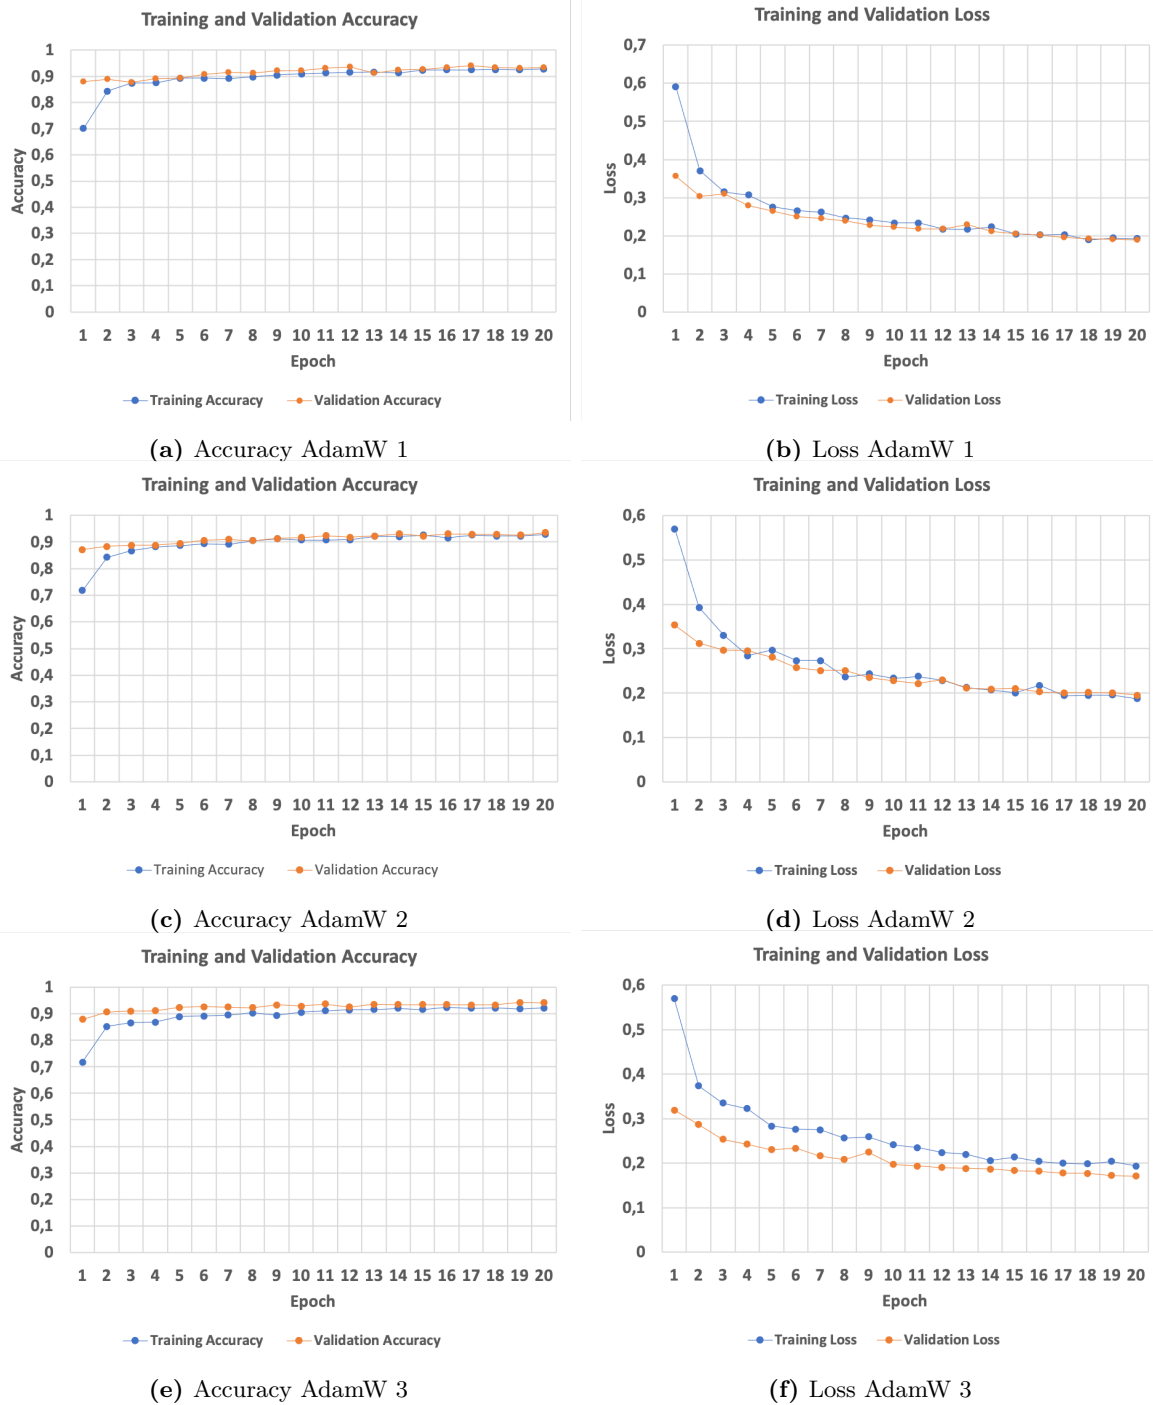 Training and Validation Accuracy
1
0,9
0,8
0,7
0,6
0,5
0,4
0,3
0,2
0,1
0
Accuracy
1 2 3 4 5 6 7 8 9 10 11 12 13 14 15 16 17 18 19 20
Epoch
Training Accuracy Validation Accuracy
(a) Accuracy AdamW 1
Training and Validation Loss
0,7
0,6
0,5
0,4
0,3
0,2
0,1
0
Loss
1 2 3 4 5 6 7 8 9 10 11 12 13 14 15 16 17 18 19 20
Epoch
Training Loss Validation Loss
(b) Loss AdamW 1
Training and Validation Accuracy
1
0,9
0,8
0,7
0,6
0,5
0,4
0,3
0,2
0,1
0
Accuracy
1 2 3 4 5 6 7 8 9 10 11 12 13 14 15 16 17 18 19 20
Epoch
Training Accuracy Validation Accuracy
(c) Accuracy AdamW 2
Training and Validation Loss
0,6
0,5
0,4
0,3
0,2
0,1
0
Loss
1 2 3 4 5 6 7 8 9 10 11 12 13 14 15 16 17 18 19 20
Epoch
Training Loss Validation Loss
(d) Loss AdamW 2
Training and Validation Accuracy
1
0,9
0,8
0,7
0,6
0,5
0,4
0,3
0,2
0,1
0
Accuracy
1 2 3 4 5 6 7 8 9 10 11 12 13 14 15 16 17 18 19 20
Epoch
Training Accuracy Validation Accuracy
(e) Accuracy AdamW 3
Training and Validation Loss
0,6
0,5
0,4
0,3
0,2
0,1
0
Loss
1 2 3 4 5 6 7 8 9 10 11 12 13 14 15 16 17 18 19 20
Epoch
Training Loss Validation Loss
(f) Loss AdamW 3